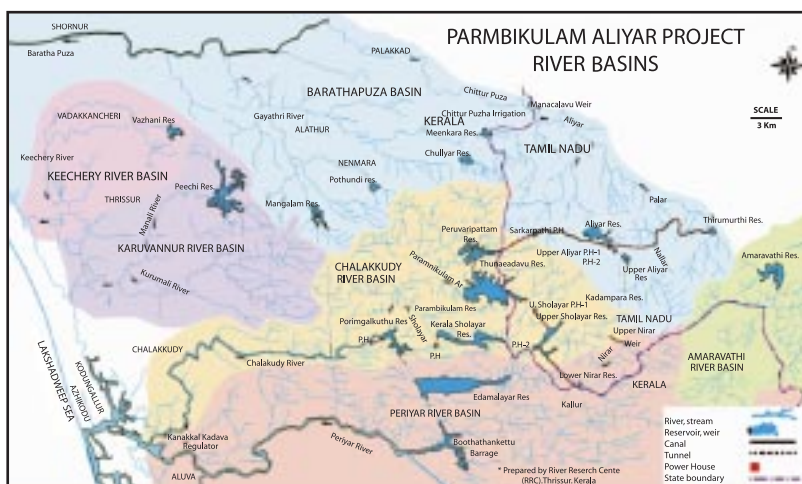 PARMBIKULAM ALIYAR PROJECT
RIVER BASINS
SCALE
3 Km
SHORNUR
Baratha Puza
PALAKKAD
BARATHAPUZA BASIN
Chittur Puza
Manacalavu Weir
VADAKKANCHERI
Vazhani Res
Gayathri River
ALATHUR
KERALA
Chittur Puzha Irrigation
Meenkara Res.
Aliyar
TAMIL NADU
Keechery River
KEECHERY RIVER BASIN
NENMARA
Chullyar Res.
Pothundi res.
THRISSUR
Peechi Res.
Manali River
Mangalam Res.
Palar
Peruvaripattam
Res.
Sarkarpathi P.H
Aliyar Res.
Thirumurthi Res.
KARUVANNUR RIVER BASIN
Upper Aliyar P.H-1
P.H-2
Nallar
Thunaeadavu Res.
Amaravathi Res.
CHALAKKUDY
RIVER BASIN
Paramnikulam Ar
Upper Aliyar
Res
Kurumali River
Kadampara Res.
Parambikulam Res
U. Sholayar P.H-1
Upper Sholayar Res.
TAMIL NADU
Porimgalkuthu Res
Sholayar
Kerala Sholayar
Res.
P.H
P.H
P.H-2
Upper Nirar
Weir
Nirar
CHALAKKUDY
Chalakudy River
KERALA
AMARAVATHI
RIVER BASIN
Lower Nirar Res.
Kallur
LAKSHADWEEP SEA
KODUNGALLUR
AZHIKODU
Edamalayar Res
PERIYAR RIVER BASIN
Kanakkal Kadava
Regulator
Periyar River
Boothathankettu
Barrage
ALUVA
* Prepared by River Reserch Cente
(RRC).Thrissur. Kerala
River, stream
Reservoir, weir
Canal
Tunnel
Power House
State boundary